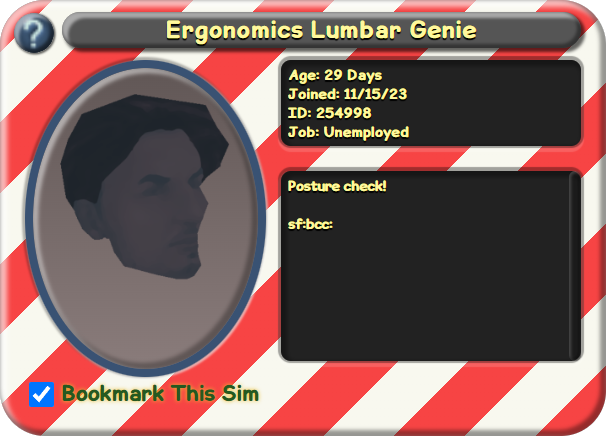 ?
Ergonomics Lumbar Genie
Age: 29 Days
Joined: 11/15/23
ID: 254998
Job: Unemployed
Posture check!
sf:bcc:
Bookmark This Sim